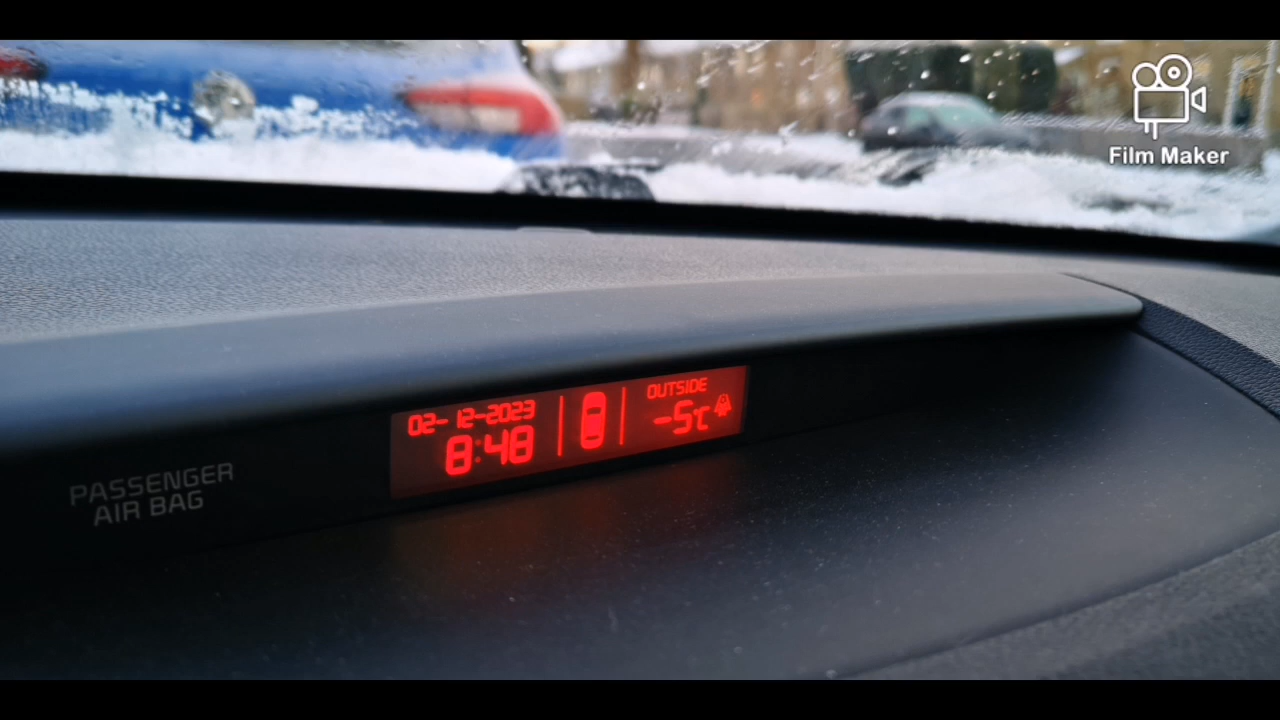 Film Maker
02-12-2023
8:48
OUTSIDE
-5℃
PASSENGER
AIR BAG